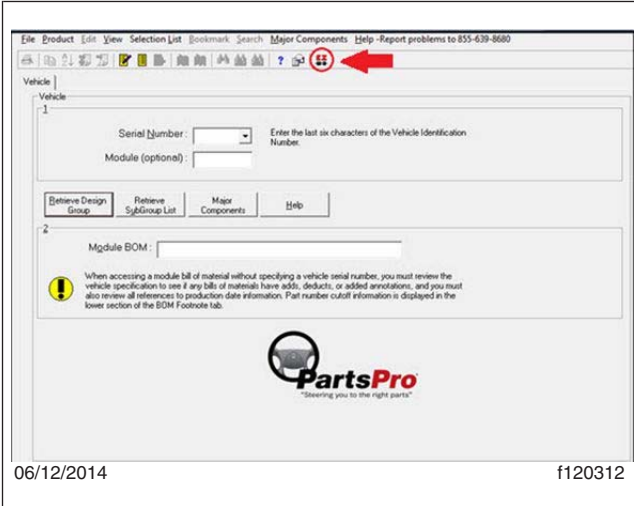 File Product Edit View Selection List Bookmark Search Major Components Help -Report problems to 855-639-8680
Vehicle
Vehicle
1
Serial Number:
Enter the last six characters of the Vehicle Identification
Number.
Module (optional):
Retrieve Design
Group
Retrieve
SubGroup List
Major
Components
Help
2
Module BOM:
When accessing a module bill of material without specifying a vehicle serial number, you must review the
vehicle specification to see if any bills of materials have adds, deducts, or added annotations, and you must
also review all references to production date information. Part number cutoff information is displayed in the
lower section of the BOM Footnote tab.
PartsPro
"Steering you to the right parts"
06/12/2014
f120312